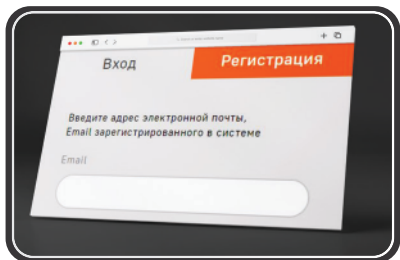 Вход
Регистрация
Введите адрес электронной почты,
Email зарегистрированного в системе
Email